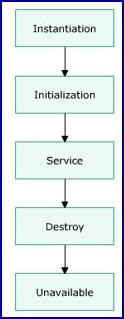 Instantiation
Initialization
Service
Destroy
Unavailable